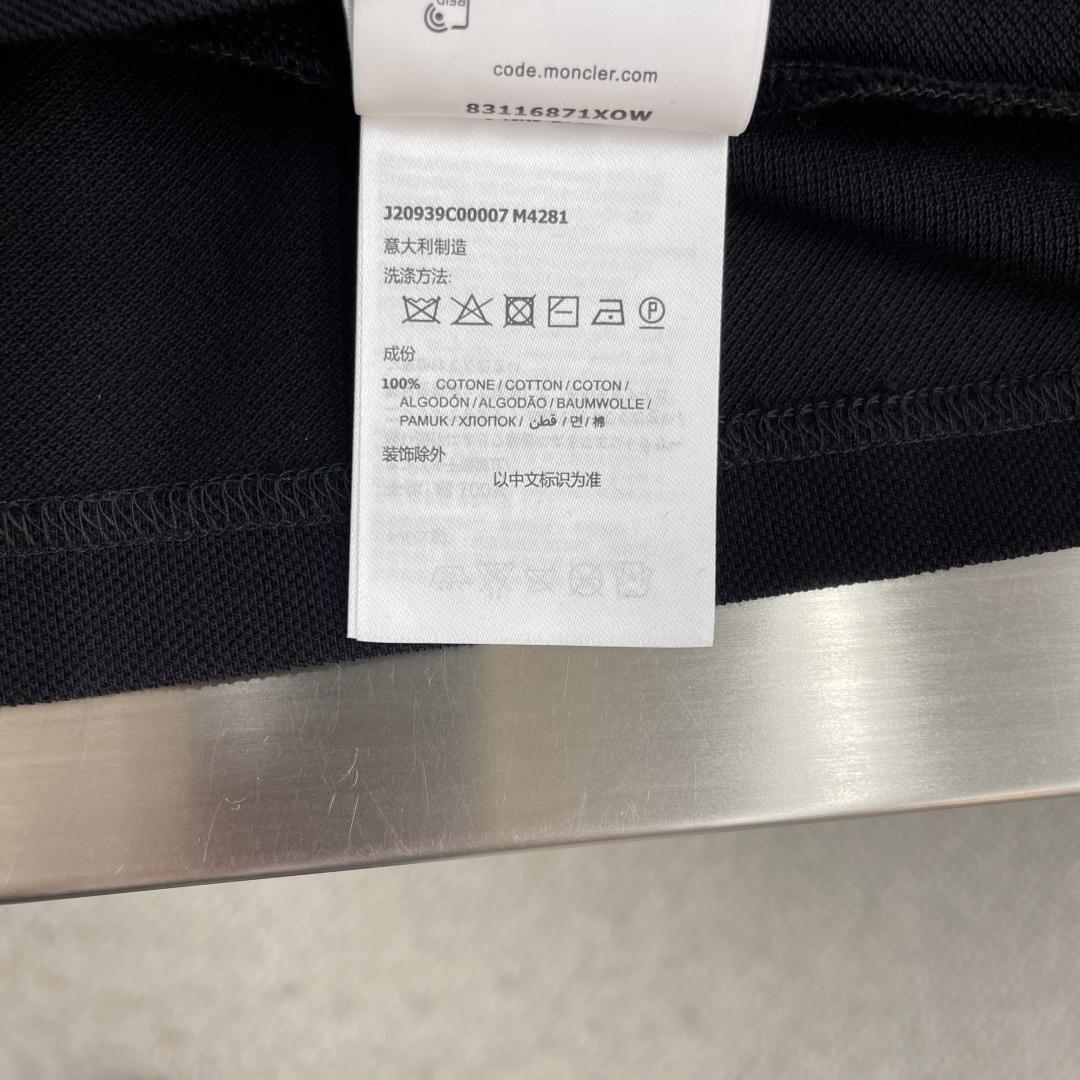 RFID
code.moncler.com
83116871XOW
J20939C00007 M4281
意大利制造
洗涤方法:
P
成份
100% COTONE / COTTON / COTON /
ALGODÓN / ALGODÃO / BAUMWOLLE /
PAMUK / ХЛОПОК / قطن / 면 / 棉
装饰除外
以中文标识为准